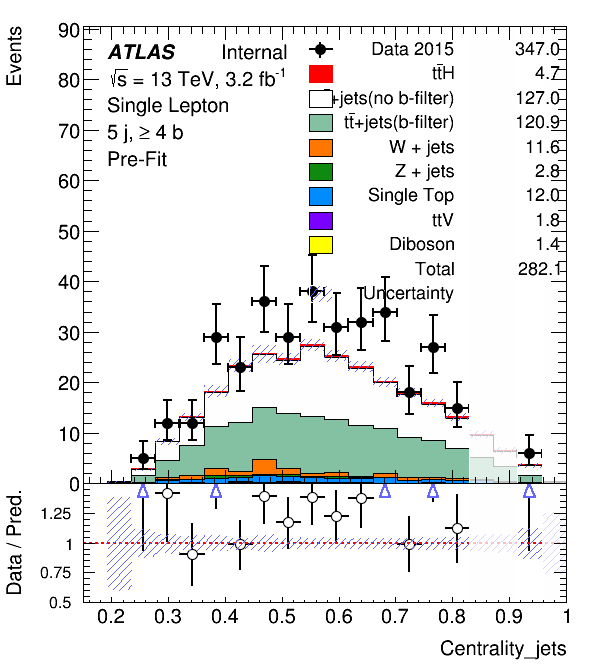 Events
90
80
70
60
50
40
30
20
10
0
ATLAS Internal
√s = 13 TeV, 3.2 fb-1
Single Lepton
5 j, ≥ 4 b
Pre-Fit
Data 2015 347.0
tt̄H 4.7
+jets(no b-filter) 127.0
tt̄+jets(b-filter) 120.9
W + jets 11.6
Z + jets 2.8
Single Top 12.0
ttV 1.8
Diboson 1.4
Total 282.1
Uncertainty
Data / Pred.
1.25
1
0.75
0.5
0.2 0.3 0.4 0.5 0.6 0.7 0.8 0.9 1
Centrality_jets